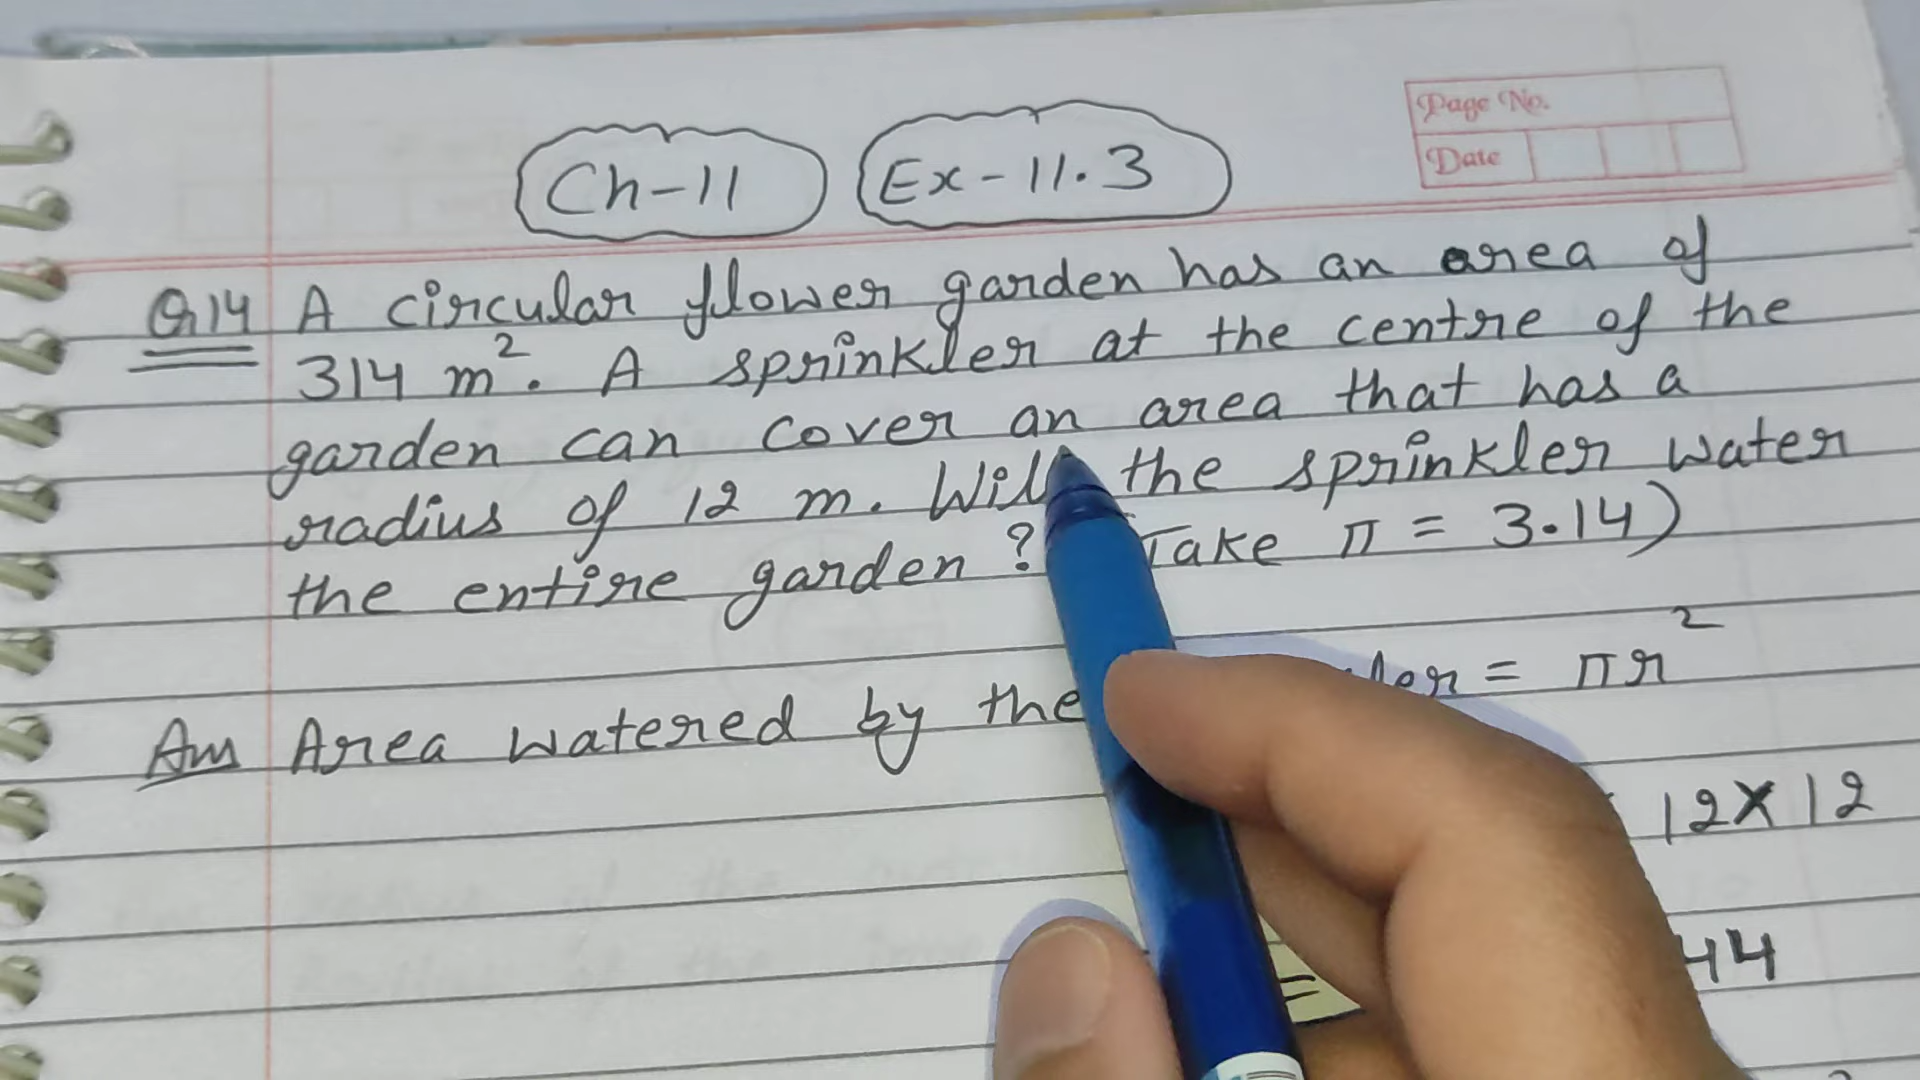 Page No.
Date
Ch-11 Ex-11.3
Q.14 A circular flower garden has an area of
314 m². A sprinkler at the centre of the
garden can cover an area that has a
radius of 12 m. Will the sprinkler water
the entire garden? Take π = 3.14)
Ans Area watered by the = πr²
12×12
44